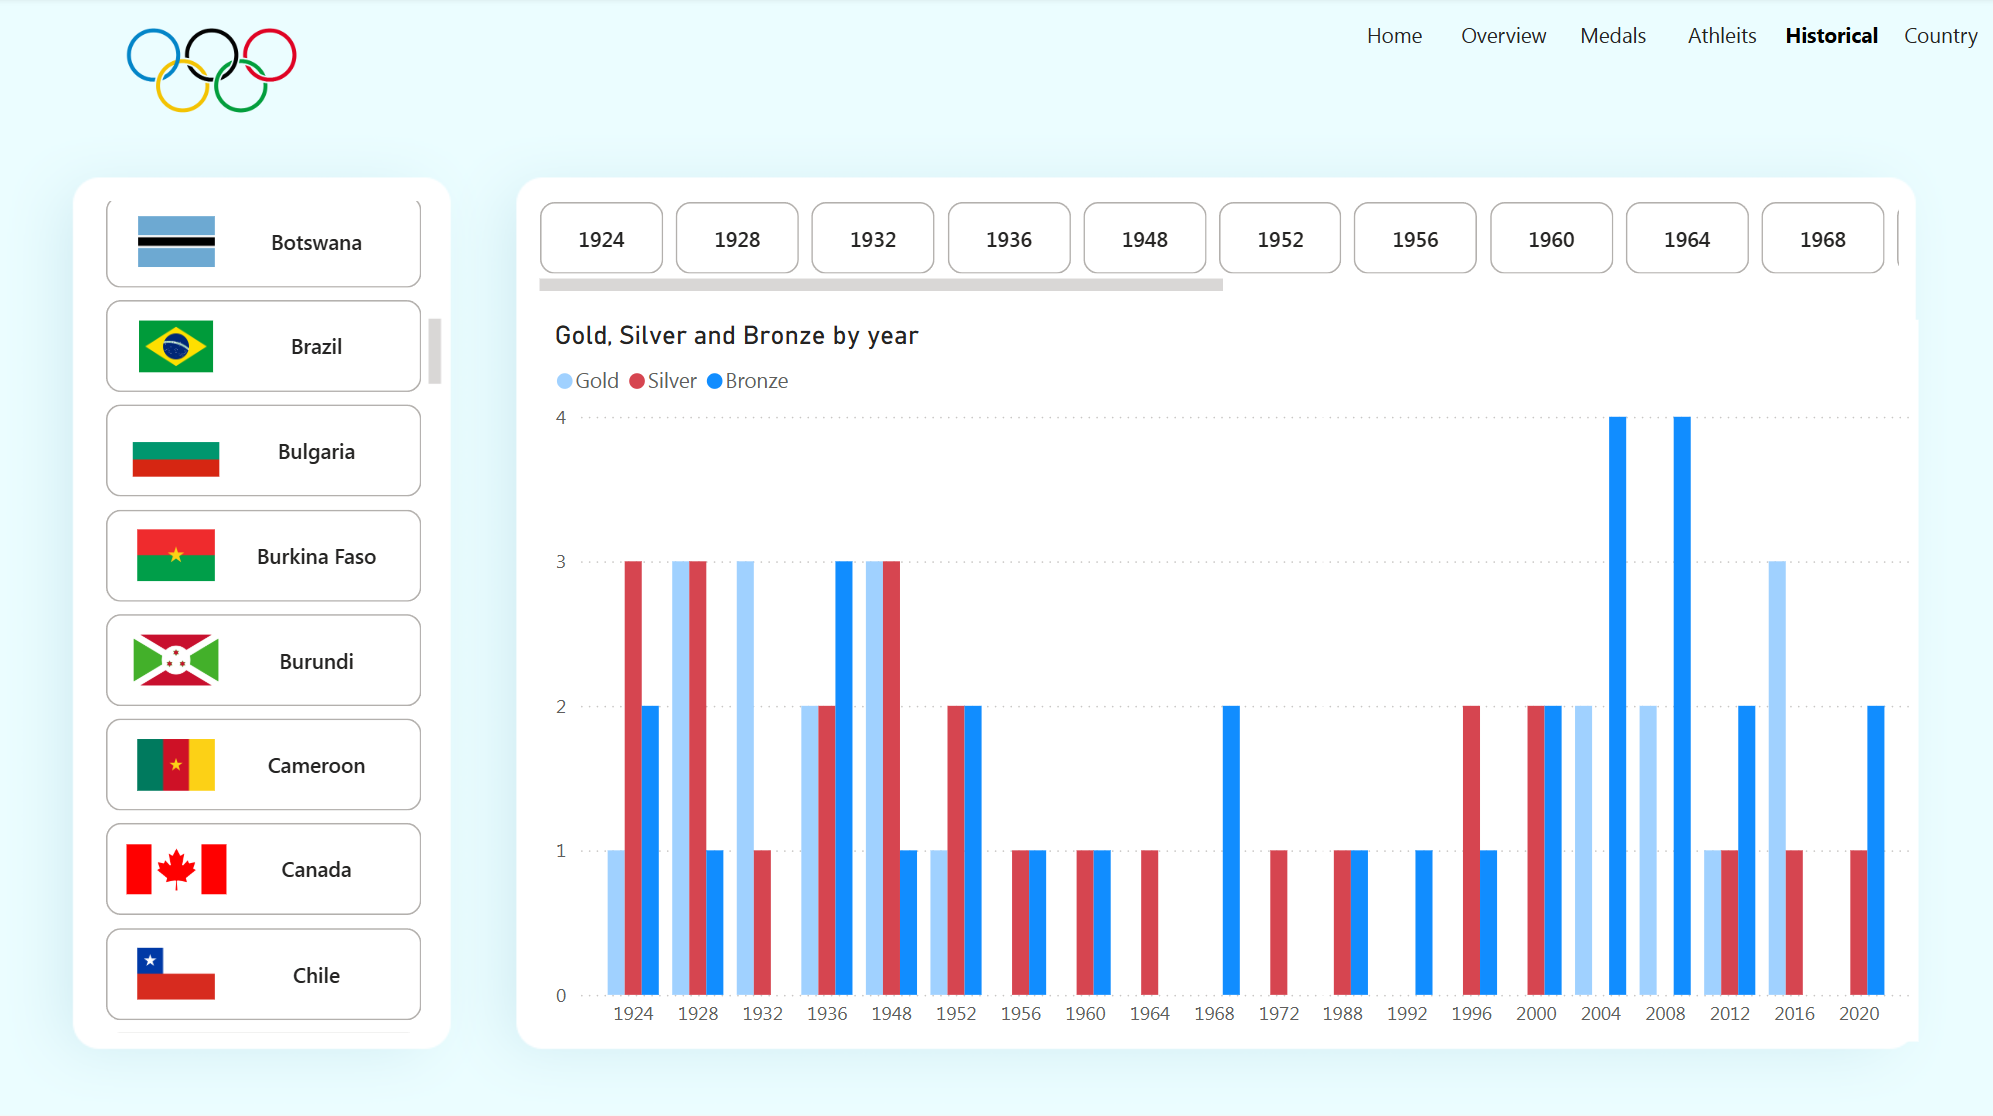 Home Overview Medals Athleits Historical Country
Botswana
Brazil
Bulgaria
Burkina Faso
Burundi
Cameroon
Canada
Chile
1924 1928 1932 1936 1948 1952 1956 1960 1964 1968
Gold, Silver and Bronze by year
Gold Silver Bronze
4
3
2
1
0
1924 1928 1932 1936 1948 1952 1956 1960 1964 1968 1972 1988 1992 1996 2000 2004 2008 2012 2016 2020